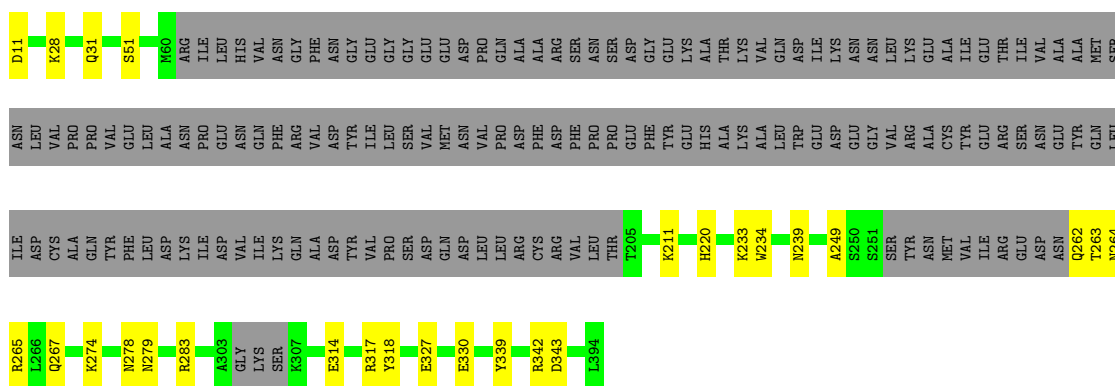 D11 K28 Q31 S51 M60 ARG ILE LEU HIS VAL ASN GLY PHE ASN GLY GLU GLY GLY GLU GLU ASP PRO GLN ALA ALA ARG SER ASN SER ASP GLY GLU LYS ALA THR LYS VAL GLN ASP ILE LYS ASN ASN LEU LYS GLU ALA ILE GLU THR ILE VAL ALA ALA MET SER
ASN LEU VAL PRO PRO VAL GLU LEU ALA ASN PRO GLU ASN GLN PHE ARG VAL ASP TYR ILE LEU SER VAL MET ASN VAL PRO ASP PHE ASP PHE PRO PRO GLU PHE TYR GLU HIS ALA LYS ALA LEU TRP GLU ASP GLU GLY VAL ARG ALA CYS TYR GLU ARG SER ASN GLU TYR GLN LEU
ILE ASP CYS ALA GLN TYR PHE LEU ASP LYS ILE ASP VAL ILE LYS GLN ALA ASP TYR VAL PRO SER ASP GLN ASP LEU LEU ARG CYS ARG VAL LEU THR T205 K211 H220 K233 W234 N239 A249 S250 S251 SER TYR ASN MET VAL ILE ARG GLU ASP ASN Q262 T263 N264
R265 L266 Q267 K274 N278 N279 R283 A303 GLY LYS SER K307 E314 R317 Y318 E327 E330 Y339 R342 D343 L394